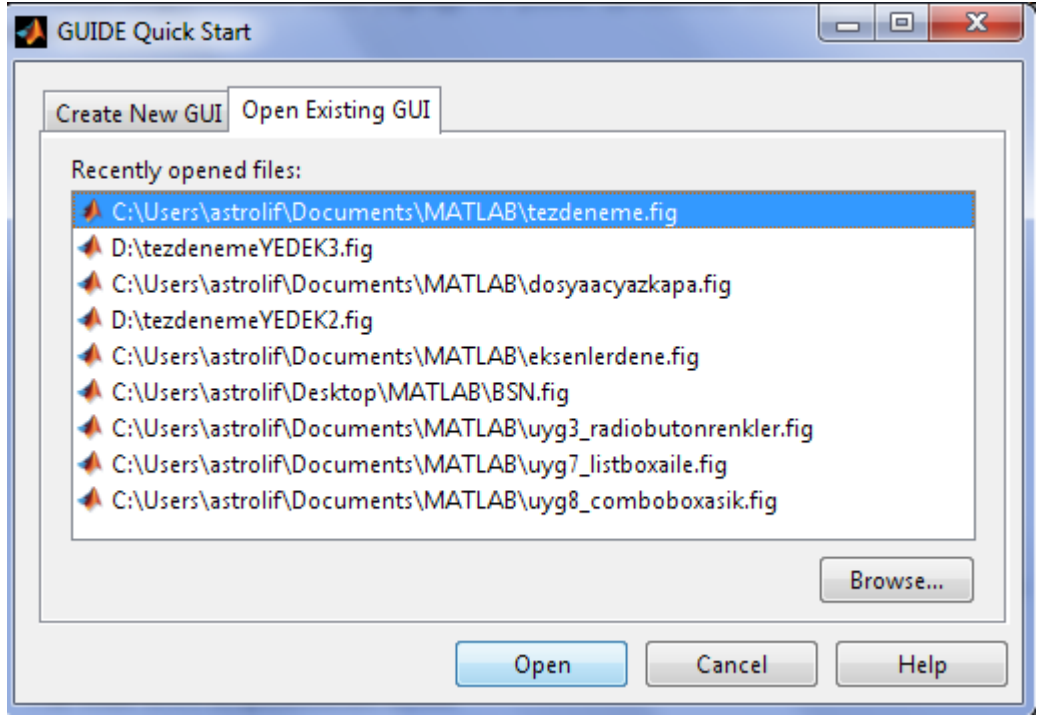 GUIDE Quick Start
Create New GUI Open Existing GUI
Recently opened files:
C:\Users\astrolif\Documents\MATLAB\tezdeneme.fig
D:\tezdenemeYEDEK3.fig
C:\Users\astrolif\Documents\MATLAB\dosyaacyazkapa.fig
D:\tezdenemeYEDEK2.fig
C:\Users\astrolif\Documents\MATLAB\eksenlerdene.fig
C:\Users\astrolif\Desktop\MATLAB\BSN.fig
C:\Users\astrolif\Documents\MATLAB\uyg3_radiobutonrenkler.fig
C:\Users\astrolif\Documents\MATLAB\uyg7_listboxaile.fig
C:\Users\astrolif\Documents\MATLAB\uyg8_comboboxasik.fig
Browse...
Open Cancel Help